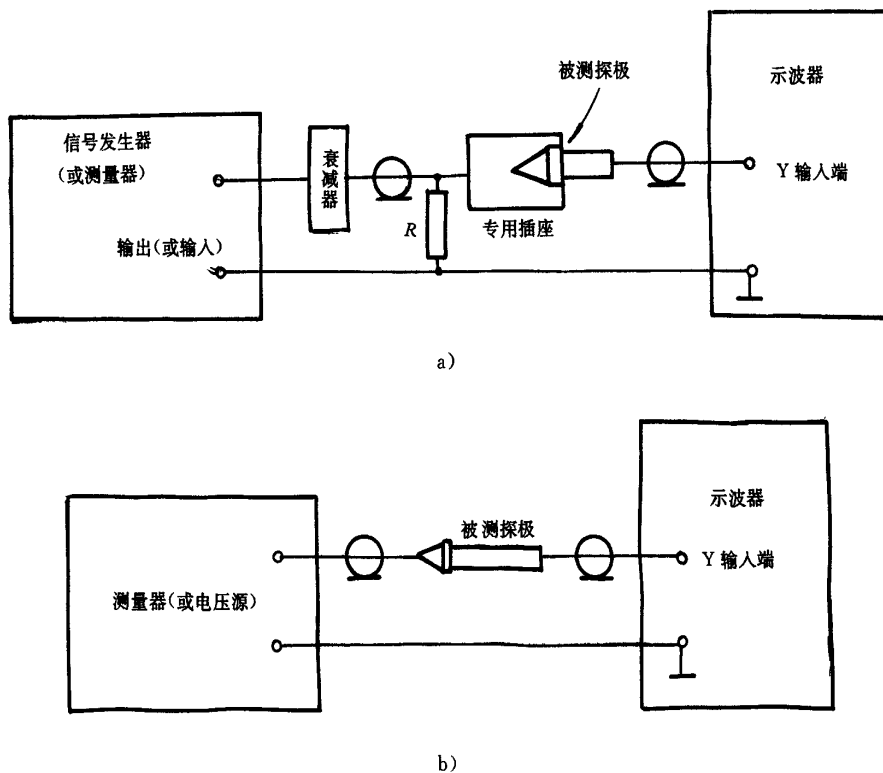 被测探极
示波器
信号发生器
(或测量器)
衰减器
Y 输入端
输出(或输入)
R
专用插座
a)
示波器
被测探极
Y 输入端
测量器(或电压源)
b)